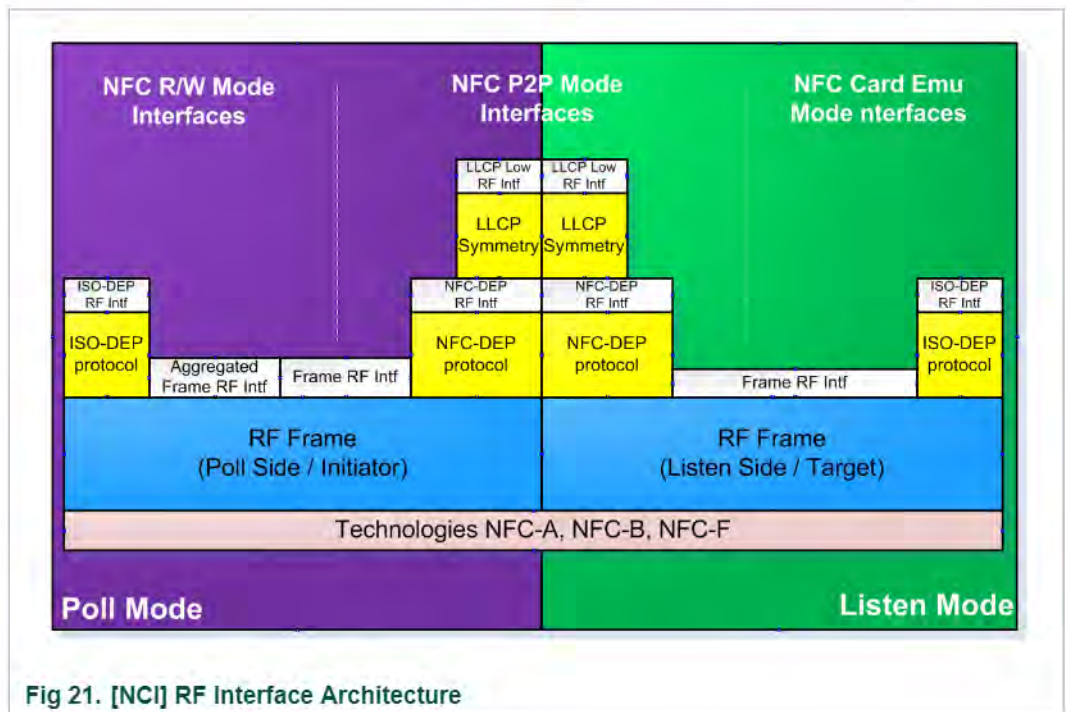 NFC R/W Mode
Interfaces
NFC P2P Mode
Interfaces
NFC Card Emu
Mode nterfaces
LLCP Low
RF Intf
LLCP Low
RF Intf
LLCP
Symmetry
LLCP
Symmetry
ISO-DEP
RF Intf
NFC-DEP
RF Intf
NFC-DEP
RF Intf
ISO-DEP
RF Intf
ISO-DEP
protocol
Aggregated
Frame RF Intf
Frame RF Intf
NFC-DEP
protocol
NFC-DEP
protocol
Frame RF Intf
ISO-DEP
protocol
RF Frame
(Poll Side / Initiator)
RF Frame
(Listen Side / Target)
Technologies NFC-A, NFC-B, NFC-F
Poll Mode
Listen Mode
Fig 21. [NCI] RF Interface Architecture